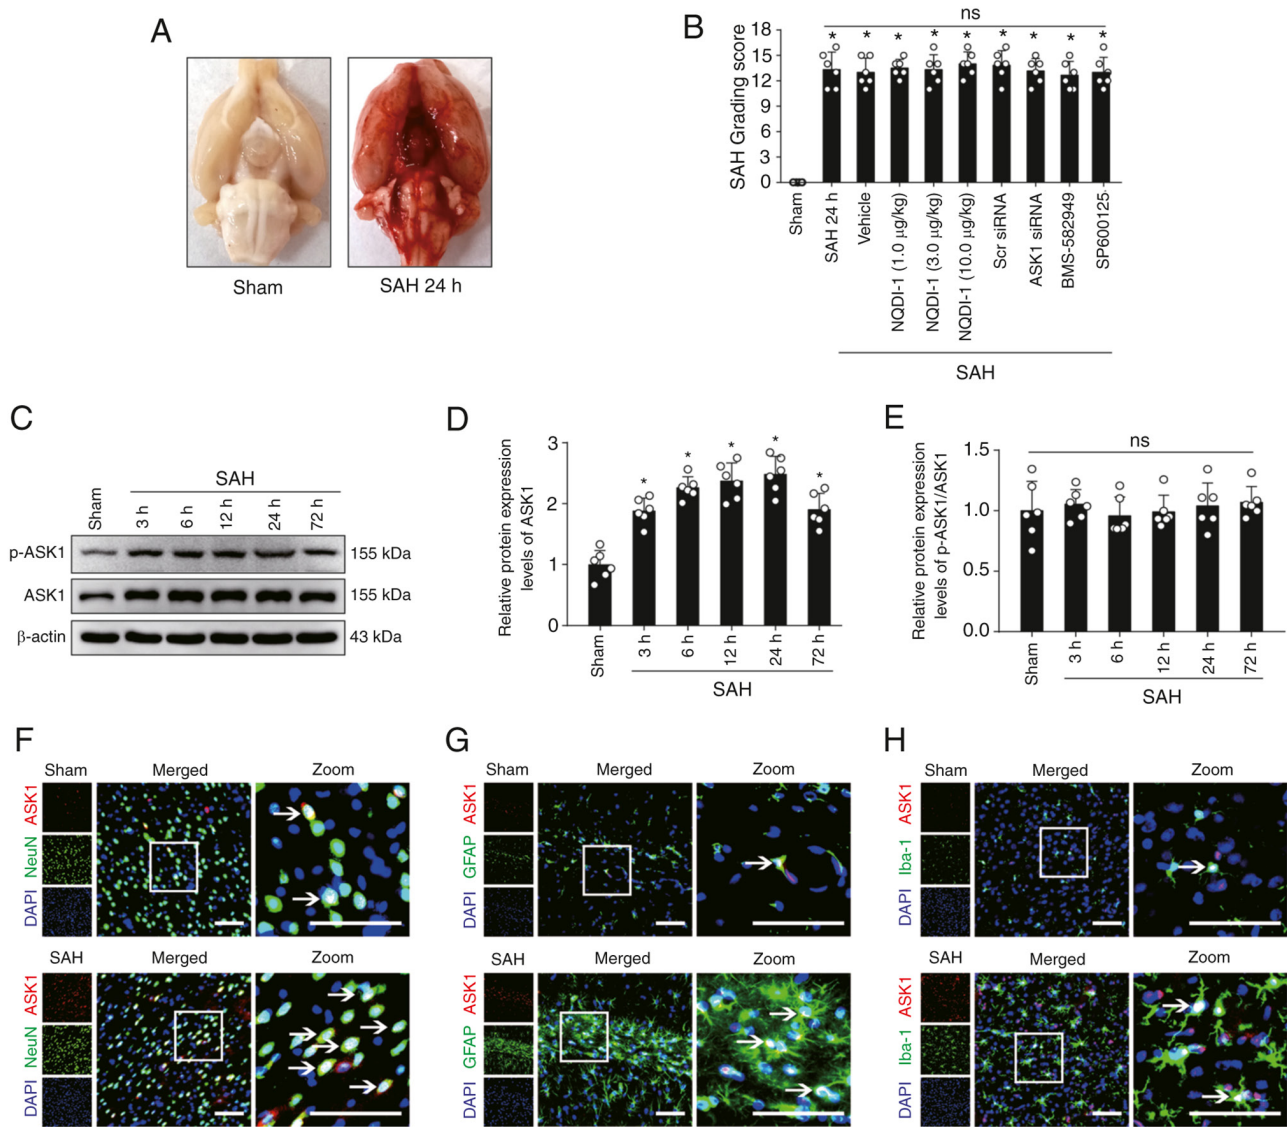 A
Sham
SAH 24 h
B
ns
SAH Grading score
18
15
12
9
6
3
0
* * * * * * * * *
Sham
SAH 24 h
Vehicle
NQDI-1 (1.0 μg/kg)
NQDI-1 (3.0 μg/kg)
NQDI-1 (10.0 μg/kg)
Scr siRNA
ASK1 siRNA
BMS-582949
SP600125
SAH
C
SAH
Sham
3 h
6 h
12 h
24 h
72 h
p-ASK1
155 kDa
ASK1
155 kDa
β-actin
43 kDa
D
Relative protein expression
levels of ASK1
3
2
1
0
* * * * *
Sham
3 h
6 h
12 h
24 h
72 h
SAH
E
Relative protein expression
levels of p-ASK1/ASK1
ns
1.5
1.0
0.5
0.0
Sham
3 h
6 h
12 h
24 h
72 h
SAH
F
Sham
Merged
Zoom
ASK1
NeuN
DAPI
SAH
Merged
Zoom
ASK1
NeuN
DAPI
G
Sham
Merged
Zoom
ASK1
GFAP
DAPI
SAH
Merged
Zoom
ASK1
GFAP
DAPI
H
Sham
Merged
Zoom
ASK1
Iba-1
DAPI
SAH
Merged
Zoom
ASK1
Iba-1
DAPI